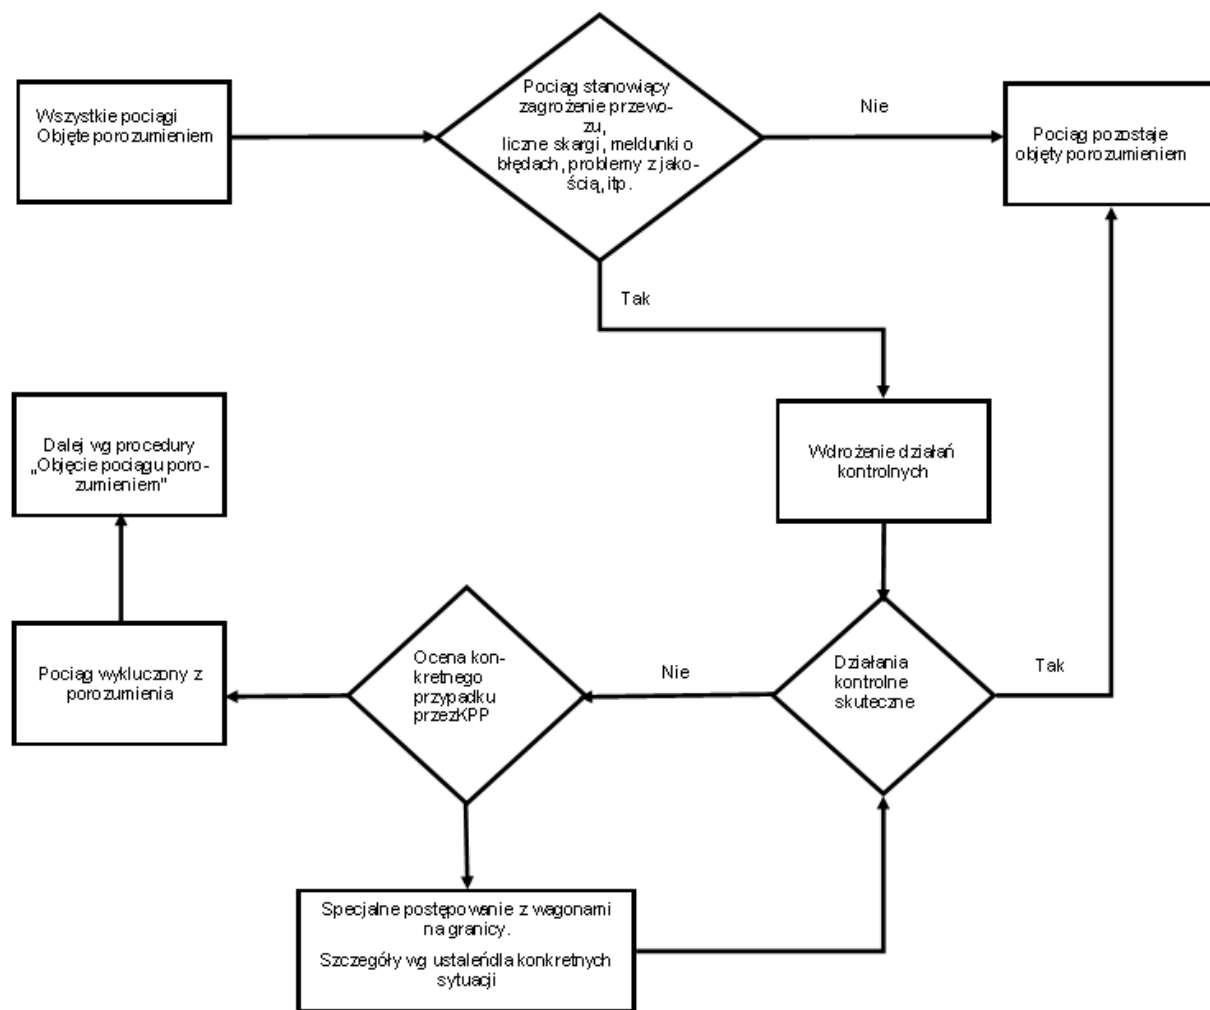 Wszystkie pociągi
Objęte porozumieniem
Pociąg stanowiący
zagrożenie przewo-
zu,
liczne skargi, meldunki o
błędach, problemy z jako-
ścią, itp.
Nie
Pociąg pozostaje
objęty porozumieniem
Tak
Wdrożenie działań
kontrolnych
Dalej wg procedury
„Objęcie pociągu poro-
zumieniem"
Pociąg wykluczony z
porozumienia
Ocena kon-
kretnego
przypadku
przezKPP
Nie
Działania
kontrolne
skuteczne
Tak
Specjalne postępowanie z wagonami
na granicy.
Szczegóły wg ustaleńdla konkretnych
sytuacji